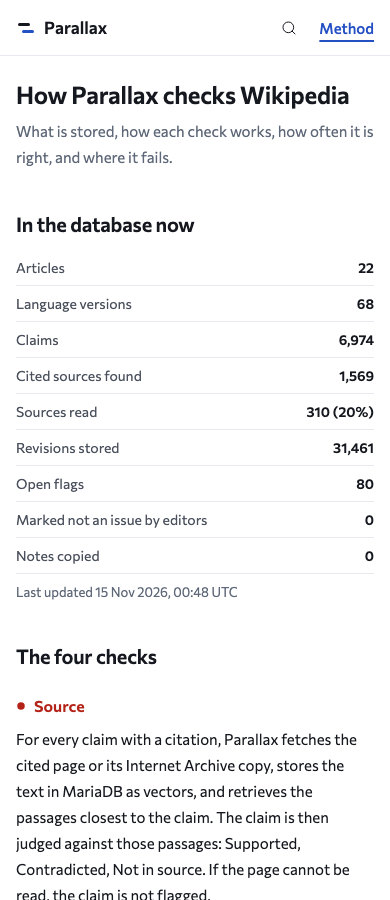 Parallax Method
How Parallax checks Wikipedia
What is stored, how each check works, how often it is
right, and where it fails.
In the database now
Articles 22
Language versions 68
Claims 6,974
Cited sources found 1,569
Sources read 310 (20%)
Revisions stored 31,461
Open flags 80
Marked not an issue by editors 0
Notes copied 0
Last updated 15 Nov 2026, 00:48 UTC
The four checks
Source
For every claim with a citation, Parallax fetches the
cited page or its Internet Archive copy, stores the
text in MariaDB as vectors, and retrieves the
passages closest to the claim. The claim is then
judged against those passages: Supported,
Contradicted, Not in source. If the page cannot be
read, the claim is not flagged.